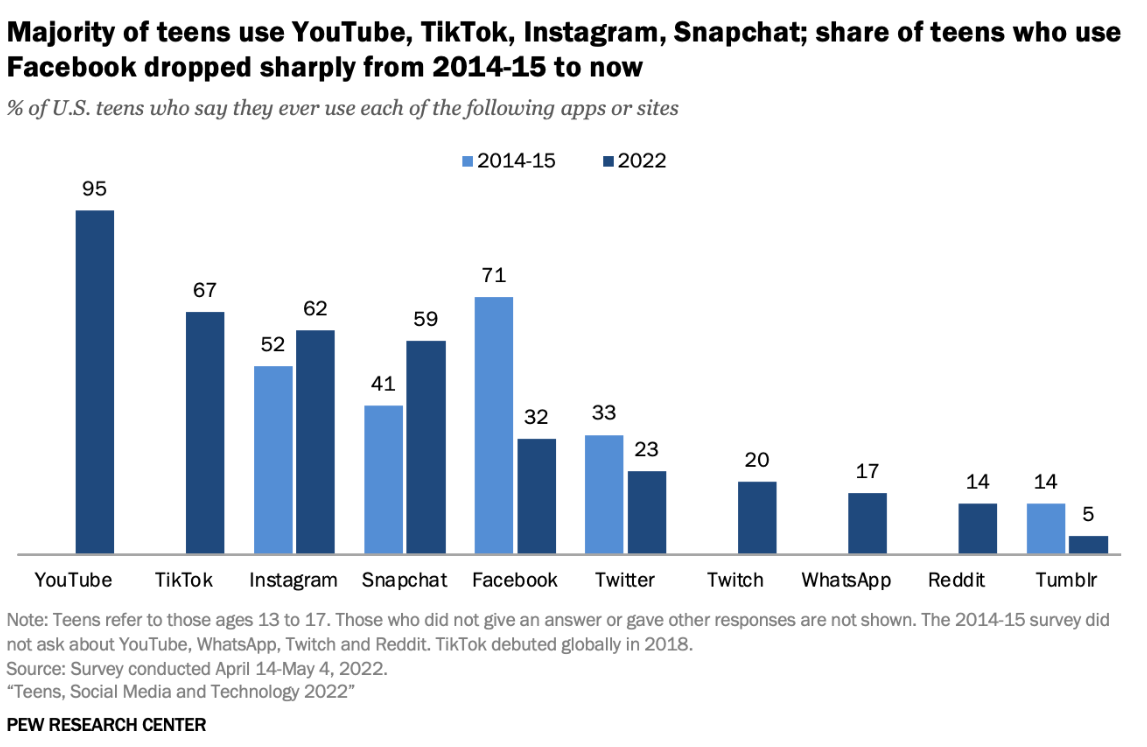 Majority of teens use YouTube, TikTok, Instagram, Snapchat; share of teens who use
Facebook dropped sharply from 2014-15 to now
% of U.S. teens who say they ever use each of the following apps or sites
2014-15 2022
95
67
52 62
41 59
71 32
33 23
20
17
14
14 5
YouTube TikTok Instagram Snapchat Facebook Twitter Twitch WhatsApp Reddit Tumblr
Note: Teens refer to those ages 13 to 17. Those who did not give an answer or gave other responses are not shown. The 2014-15 survey did
not ask about YouTube, WhatsApp, Twitch and Reddit. TikTok debuted globally in 2018.
Source: Survey conducted April 14-May 4, 2022.
“Teens, Social Media and Technology 2022”
PEW RESEARCH CENTER